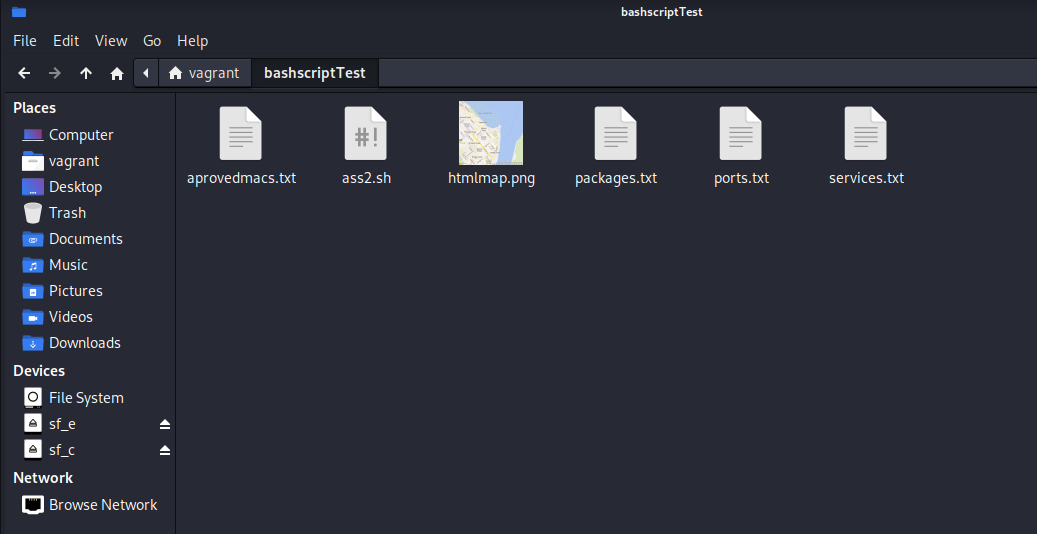 bashscriptTest
File Edit View Go Help
vagrant bashscriptTest
Places
Computer
vagrant
Desktop
Trash
Documents
Music
Pictures
Videos
Downloads
Devices
File System
sf_e
sf_c
Network
Browse Network
#!
aprovedmacs.txt ass2.sh htmlmap.png packages.txt ports.txt services.txt